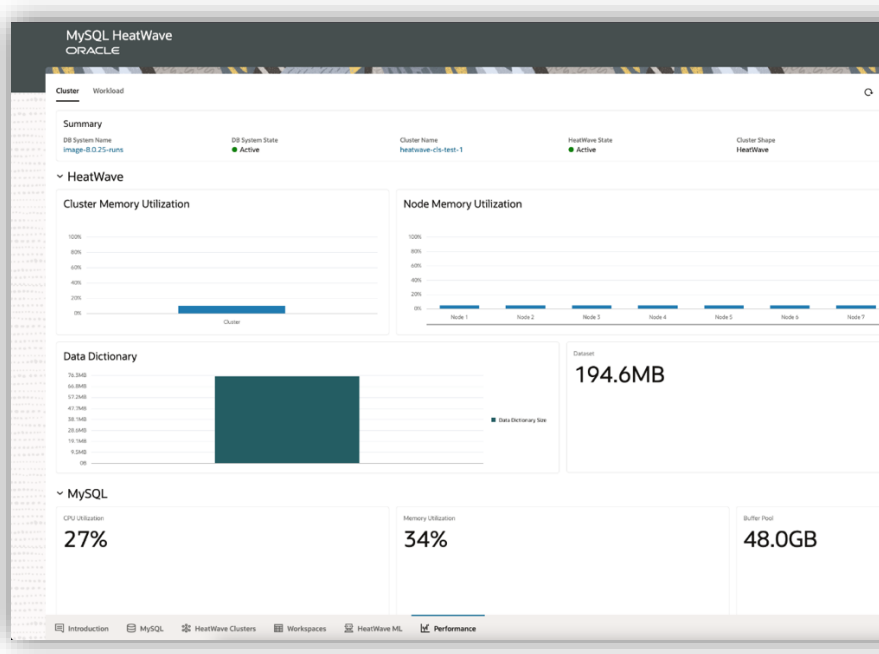 MySQL HeatWave
ORACLE
Cluster Workload
Summary
DB System Name DB System State Cluster Name HeatWave State Cluster Shape
image-8.0.25-runs Active heatwave-cls-test-1 Active HeatWave
HeatWave
Cluster Memory Utilization
100%
80%
60%
40%
20%
0%
Cluster
Node Memory Utilization
100%
80%
60%
40%
20%
0%
Node 1 Node 2 Node 3 Node 4 Node 5 Node 6 Node 7
Data Dictionary
76.3MB
66.8MB
57.2MB
47.7MB
38.1MB
28.6MB
19.1MB
9.5MB
0B
Data Dictionary Size
Dataset
194.6MB
MySQL
CPU Utilization
27%
Memory Utilization
34%
Buffer Pool
48.0GB
Introduction MySQL HeatWave Clusters Workspaces HeatWave ML Performance